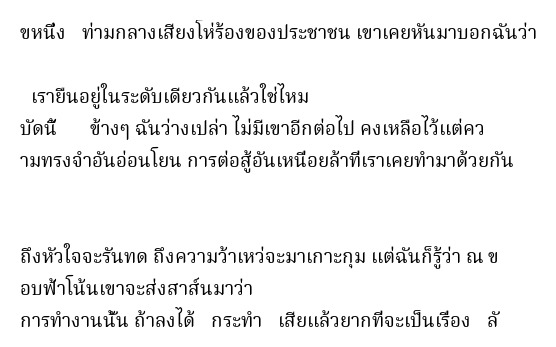 ขหนึ่ง ท่ามกลางเสียงโห่ร้องของประชาชน เขาเคยหันมาบอกฉันว่า
เรายืนอยู่ในระดับเดียวกันแล้วใช่ไหม
บัดนี้ ข้างๆ ฉันว่างเปล่า ไม่มีเขาอีกต่อไป คงเหลือไว้แต่คว
ามทรงจำอันอ่อนโยน การต่อสู้อันเหนื่อยล้าที่เราเคยทำมาด้วยกัน
ถึงหัวใจจะรันทด ถึงความว้าเหว่จะมาเกาะกุม แต่ฉันก็รู้ว่า ณ ข
อบฟ้าโน้นเขาจะส่งสาส์นมาว่า
การทำงานนั้น ถ้าลงได้ กระทำ เสียแล้วยากที่จะเป็นเรื่อง ลั